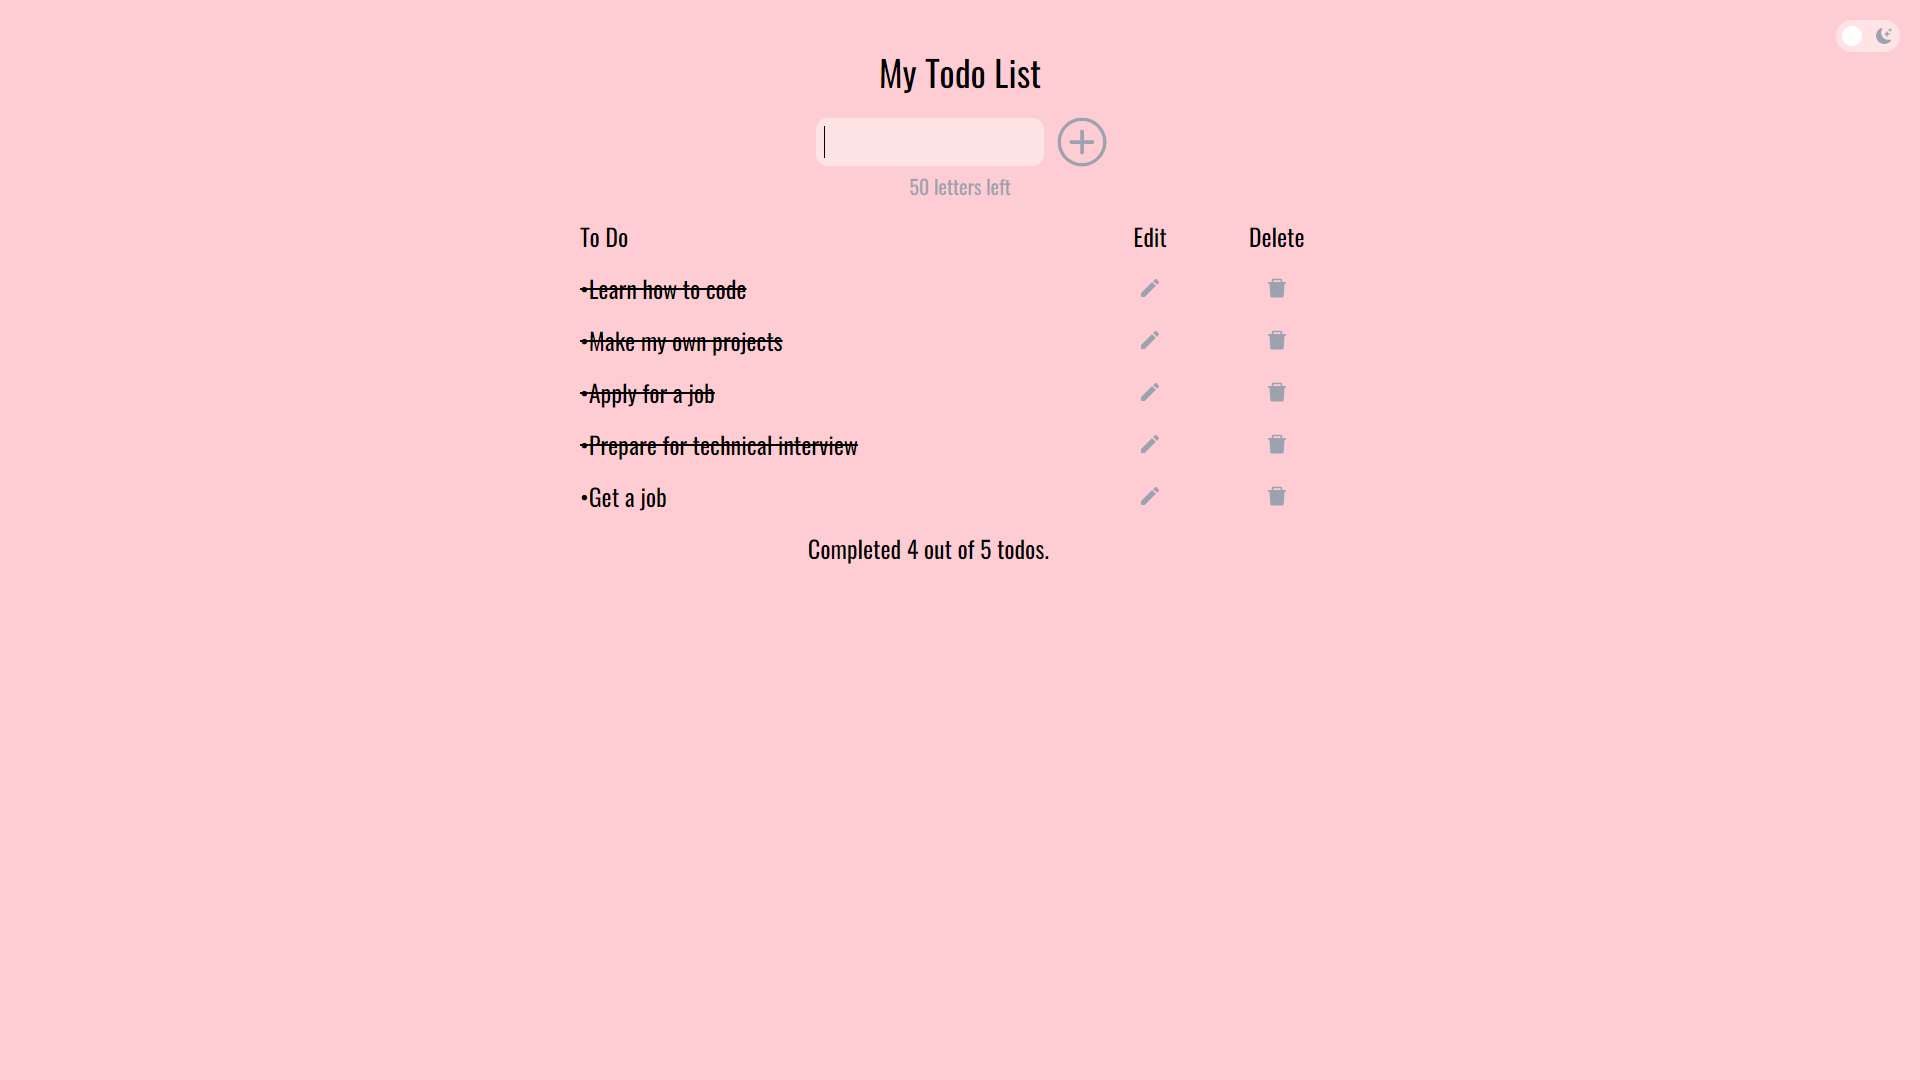 My Todo List
50 letters left
To Do Edit Delete
•Learn how to code
•Make my own projects
•Apply for a job
•Prepare for technical interview
•Get a job
Completed 4 out of 5 todos.